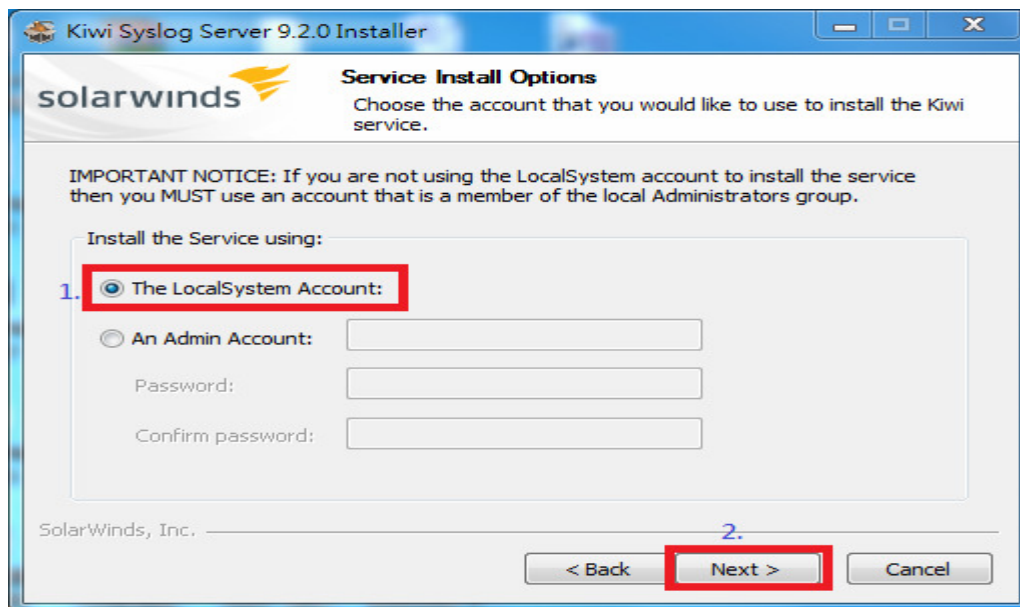 Kiwi Syslog Server 9.2.0 Installer
solarwinds
Service Install Options
Choose the account that you would like to use to install the Kiwi
service.
IMPORTANT NOTICE: If you are not using the LocalSystem account to install the service
then you MUST use an account that is a member of the local Administrators group.
Install the Service using:
1. The LocalSystem Account:
An Admin Account:
Password:
Confirm password:
SolarWinds, Inc.
2.
< Back Next > Cancel